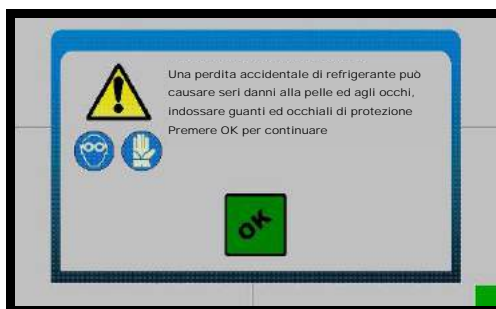 Una perdita accidentale di refrigerante può
causare seri danni alla pelle ed agli occhi,
indossare guanti ed occhiali di protezione
Premere OK per continuare
OK